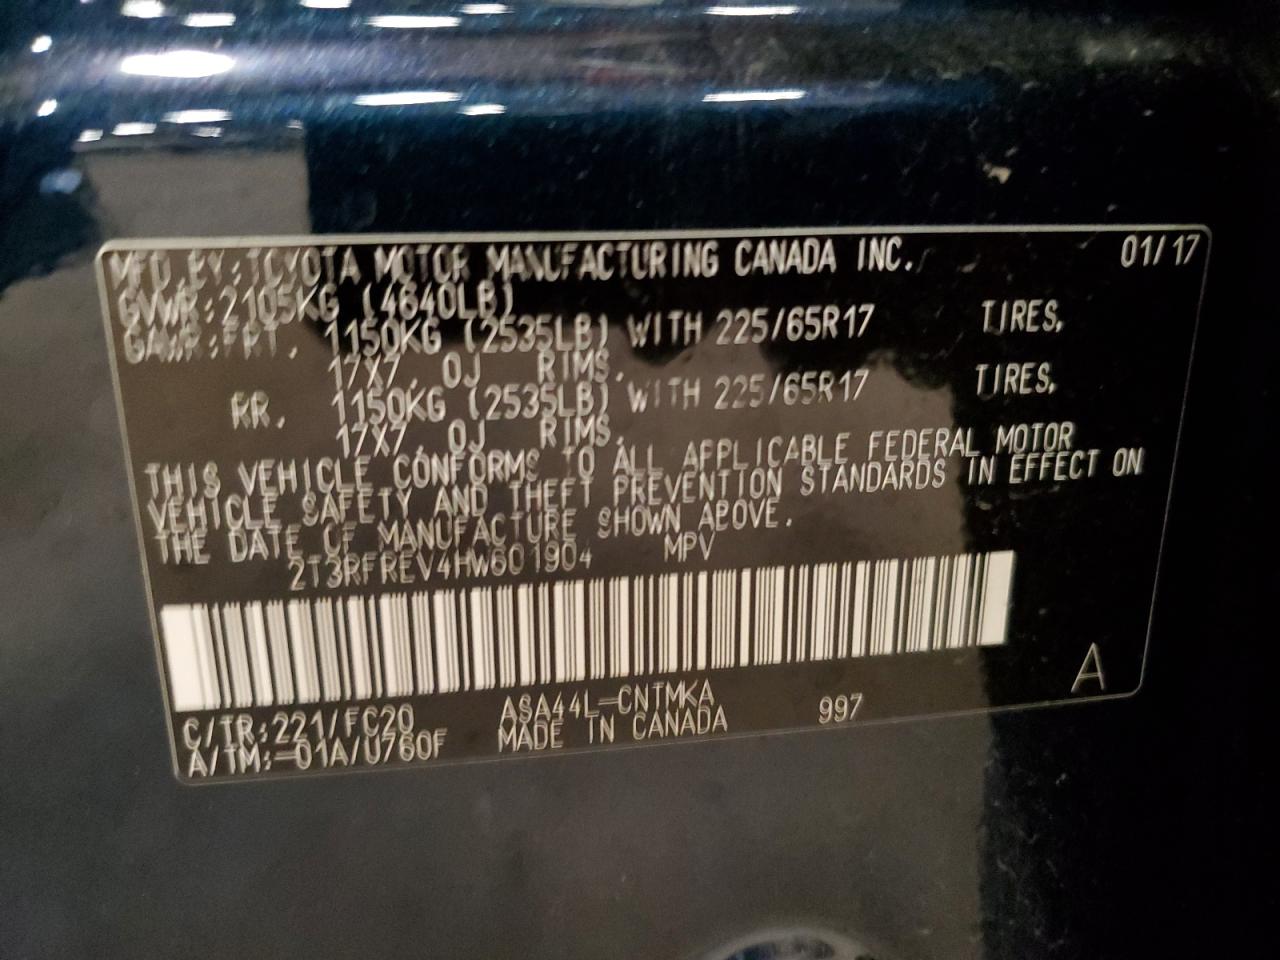 MFD.BY:TOYOTA MOTOR MANUFACTURING CANADA INC. 01/17
GVWR:2105KG (4640LB)
GAWR:FRT. 1150KG (2535LB) WITH 225/65R17 TIRES,
17X7.0J RIMS.
RR. 1150KG (2535LB) WITH 225/65R17 TIRES,
17X7.0J RIMS.
THIS VEHICLE CONFORMS TO ALL APPLICABLE FEDERAL MOTOR
VEHICLE SAFETY AND THEFT PREVENTION STANDARDS IN EFFECT ON
THE DATE OF MANUFACTURE SHOWN ABOVE.
2T3RFREV4HW601904 MPV
A
C/TR:221/FC20 ASA44L-CNTMKA 997
A/TM:-01A/U760F MADE IN CANADA